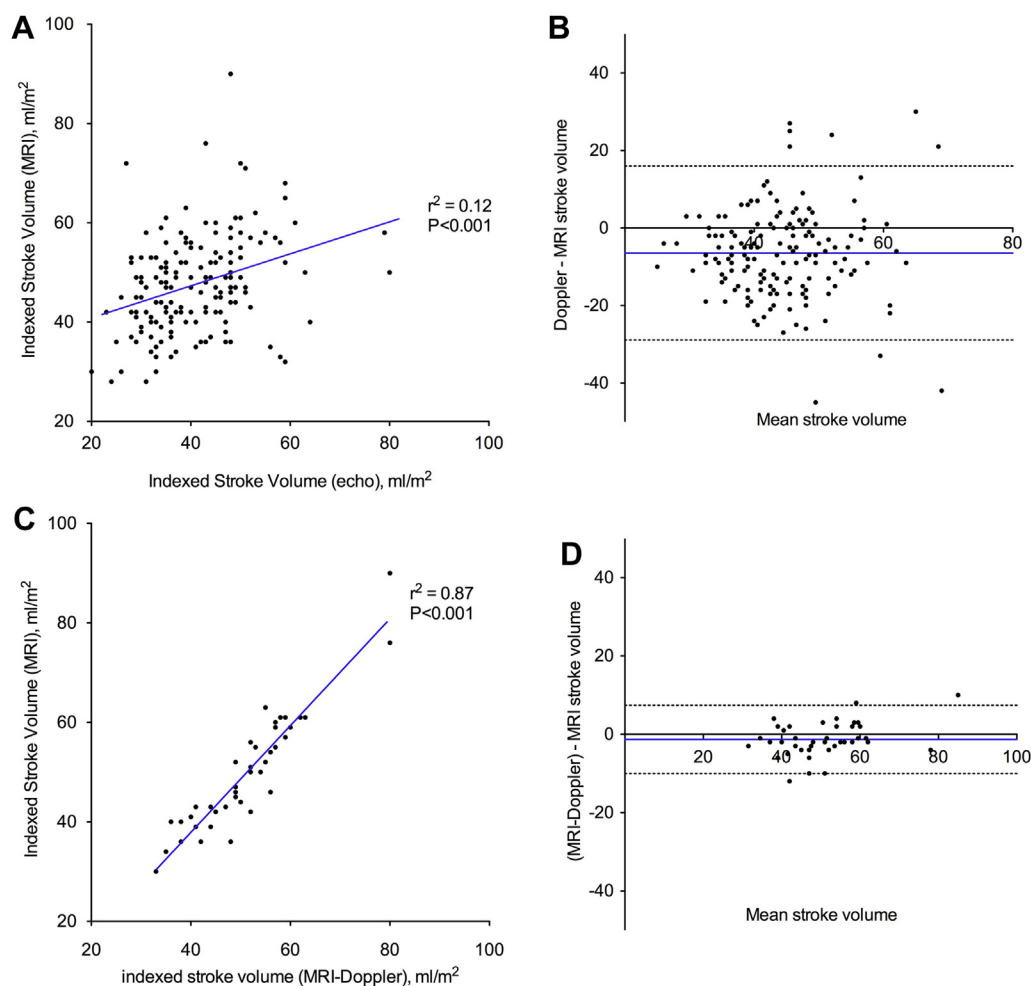 A
100
80
60
40
20
20
40
60
80
100
Indexed Stroke Volume (MRI), ml/m²
Indexed Stroke Volume (echo), ml/m²
r² = 0.12
P<0.001
B
40
20
0
-20
-40
40
60
80
Doppler - MRI stroke volume
Mean stroke volume
C
100
80
60
40
20
20
40
60
80
100
Indexed Stroke Volume (MRI), ml/m²
indexed stroke volume (MRI-Doppler), ml/m²
r² = 0.87
P<0.001
D
40
20
0
-20
-40
20
40
60
80
100
(MRI-Doppler) - MRI stroke volume
Mean stroke volume